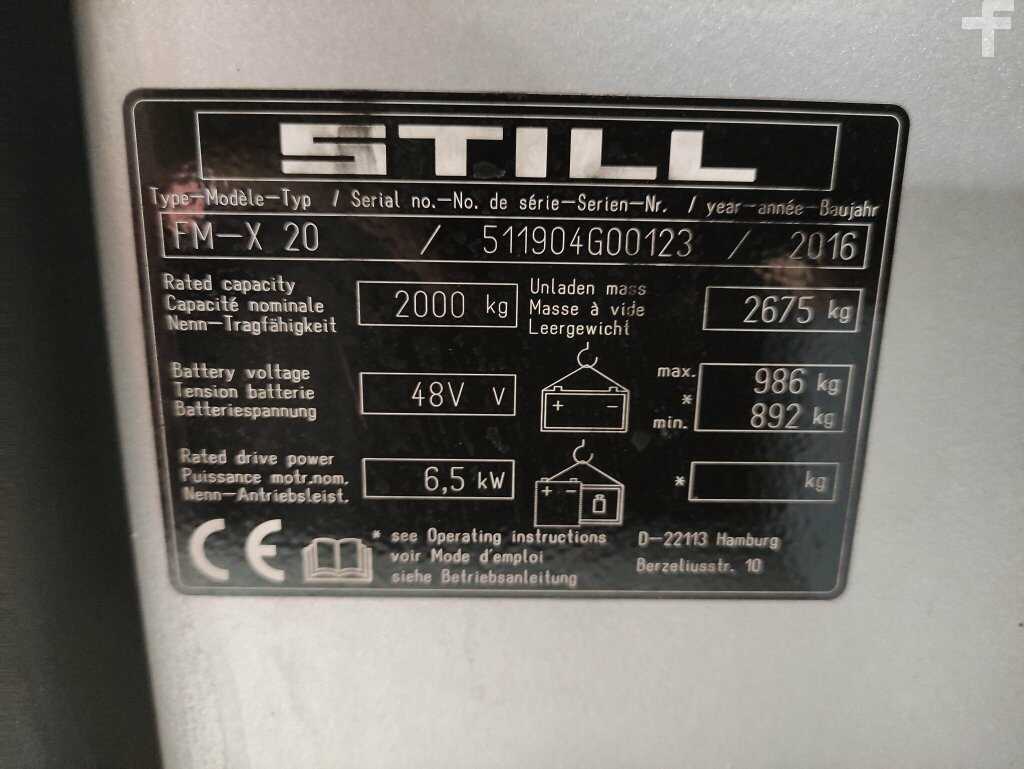 STILL
Type-Modèle-Typ / Serial no.-No. de série-Serien-Nr. / year-année-Baujahr
FM-X 20 / 511904G00123 / 2016
Rated capacity
Capacité nominale
Nenn-Tragfähigkeit
2000 kg
Unladen mass
Masse à vide
Leergewicht
2675 kg
Battery voltage
Tension batterie
Batteriespannung
48V V
+ -
max.
*
min.
986 kg
892 kg
Rated drive power
Puissance motr.nom.
Nenn-Antriebsleist.
6,5 kW
+ -
* kg
CE
* see Operating instructions
voir Mode d'emploi
siehe Betriebsanleitung
D-22113 Hamburg
Berzeliusstr. 10
f